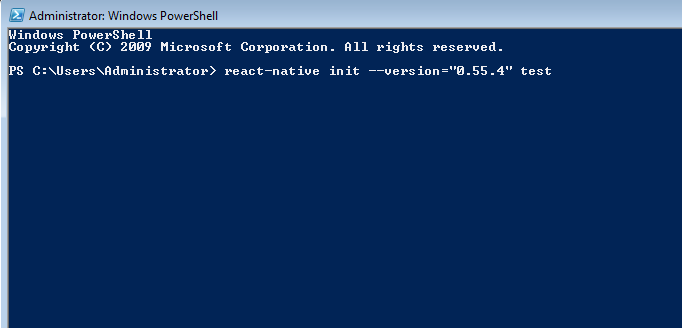 Administrator: Windows PowerShell
Windows PowerShell
Copyright (C) 2009 Microsoft Corporation. All rights reserved.
PS C:\Users\Administrator> react-native init --version="0.55.4" test